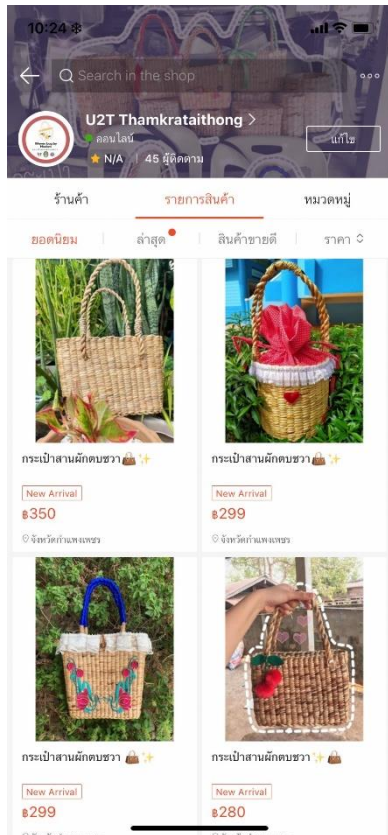 10:24
Search in the shop
U2T Thamkrataithong >
ออนไลน์
N/A | 45 ผู้ติดตาม
แก้ไข
ร้านค้า รายการสินค้า หมวดหมู่
ยอดนิยม ล่าสุด สินค้าขายดี ราคา
กระเป๋าสานผักตบชวา👜✨
New Arrival
฿350
จังหวัดกำแพงเพชร
กระเป๋าสานผักตบชวา👜✨
New Arrival
฿299
จังหวัดกำแพงเพชร
กระเป๋าสานผักตบชวา 👜✨
New Arrival
฿299
กระเป๋าสานผักตบชวา✨👜
New Arrival
฿280